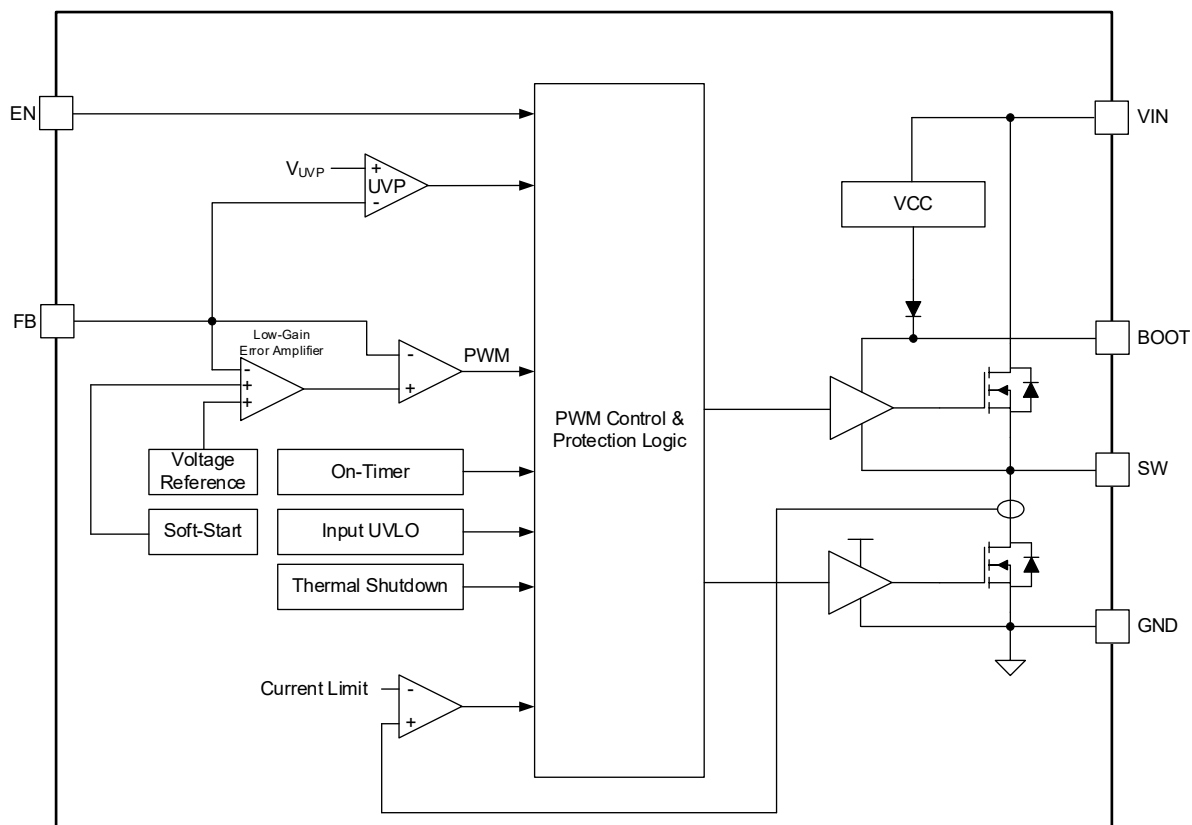 EN
VIN
V_UVP
+
UVP
-
VCC
FB
Low-Gain
Error Amplifier
-
+
+
-
+
PWM
BOOT
PWM Control &
Protection Logic
Voltage
Reference
On-Timer
SW
Soft-Start
Input UVLO
Thermal Shutdown
GND
Current Limit
-
+